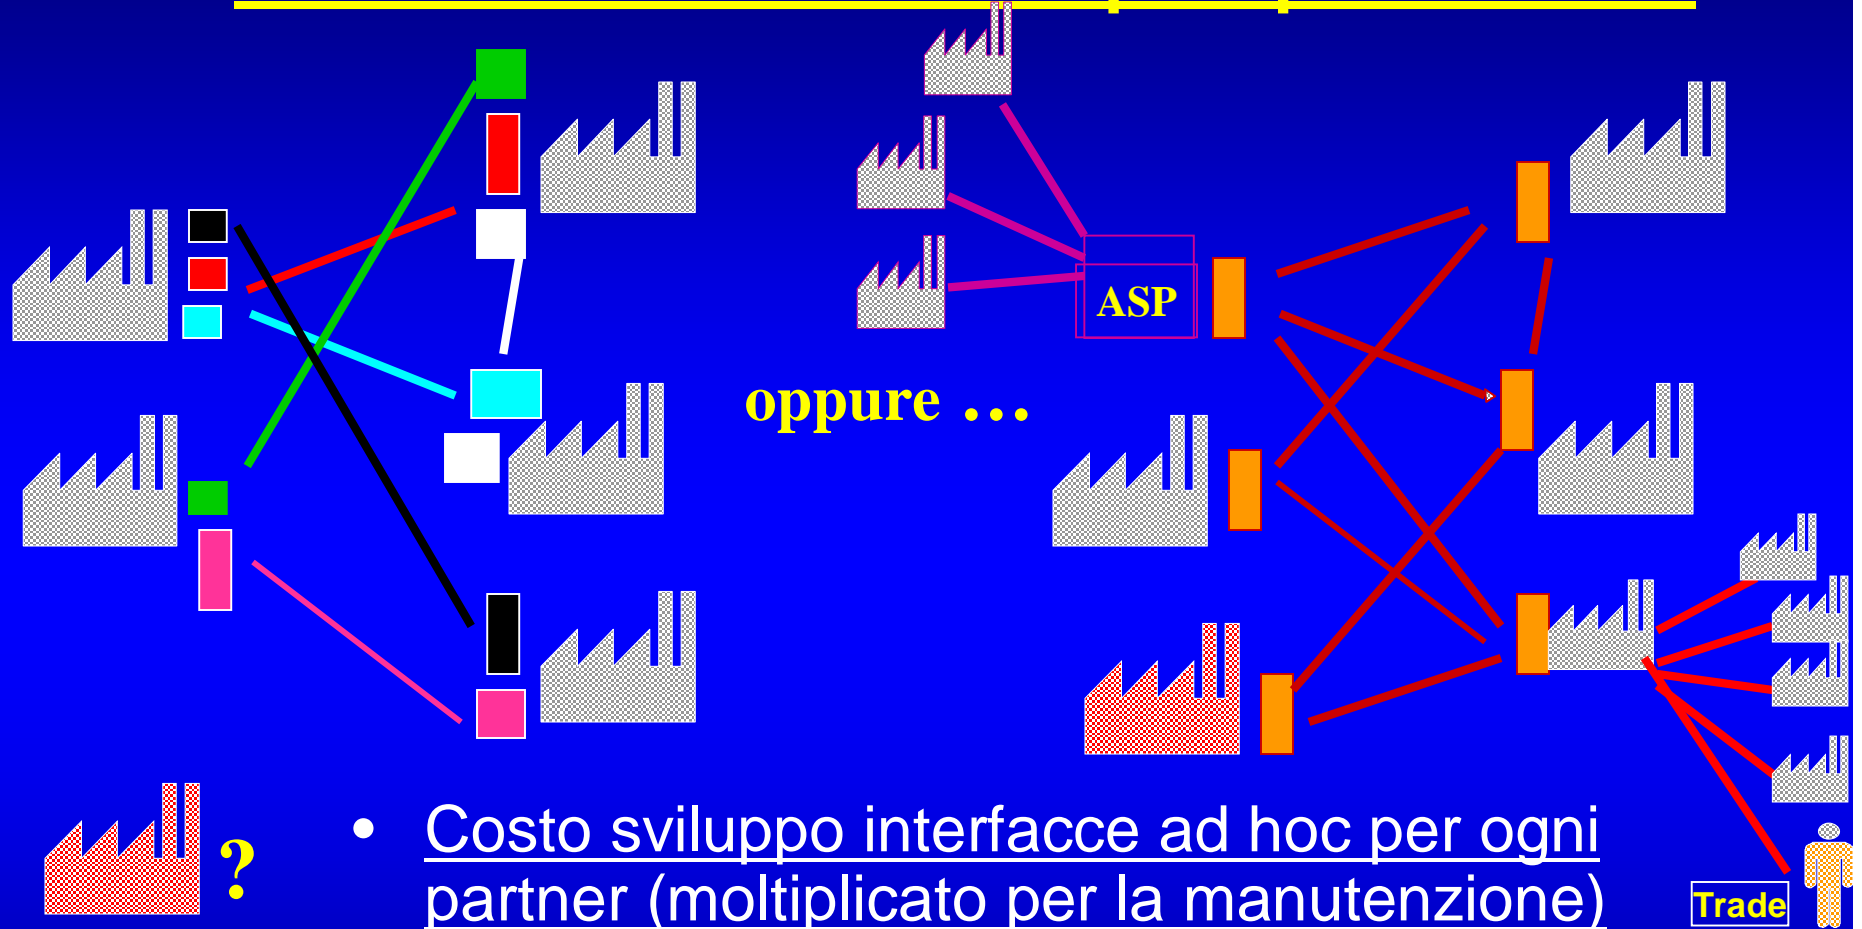 ASP
oppure …
?
• Costo sviluppo interfacce ad hoc per ogni
partner (moltiplicato per la manutenzione)
Trade